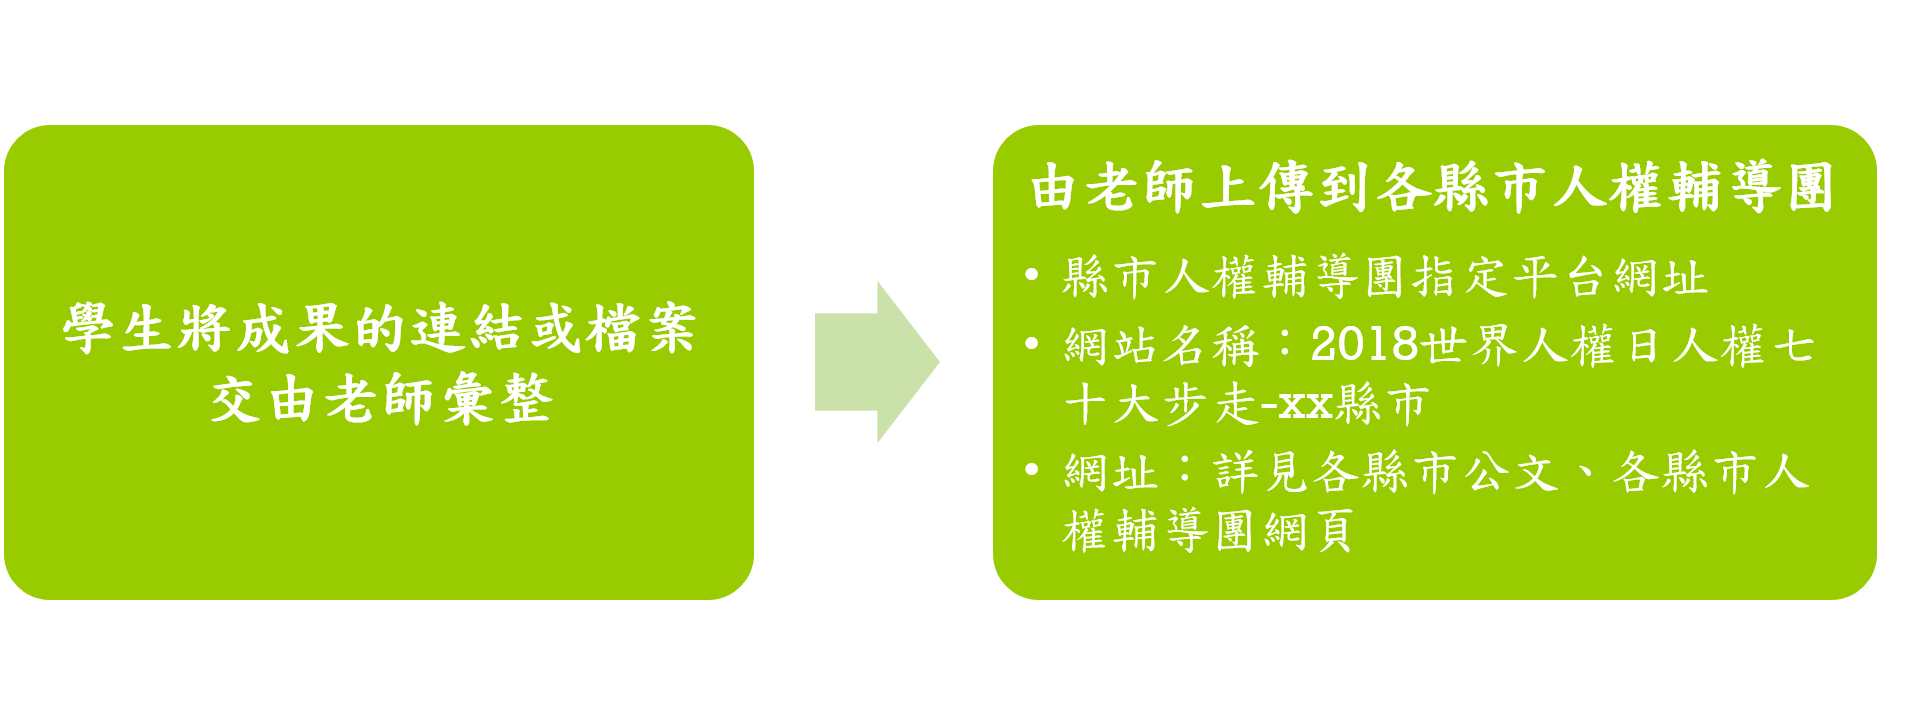 學生將成果的連結或檔案
交由老師彙整
由老師上傳到各縣市人權輔導團
• 縣市人權輔導團指定平台網址
• 網站名稱：2018世界人權日人權七
十大步走-xx縣市
• 網址：詳見各縣市公文、各縣市人
權輔導團網頁